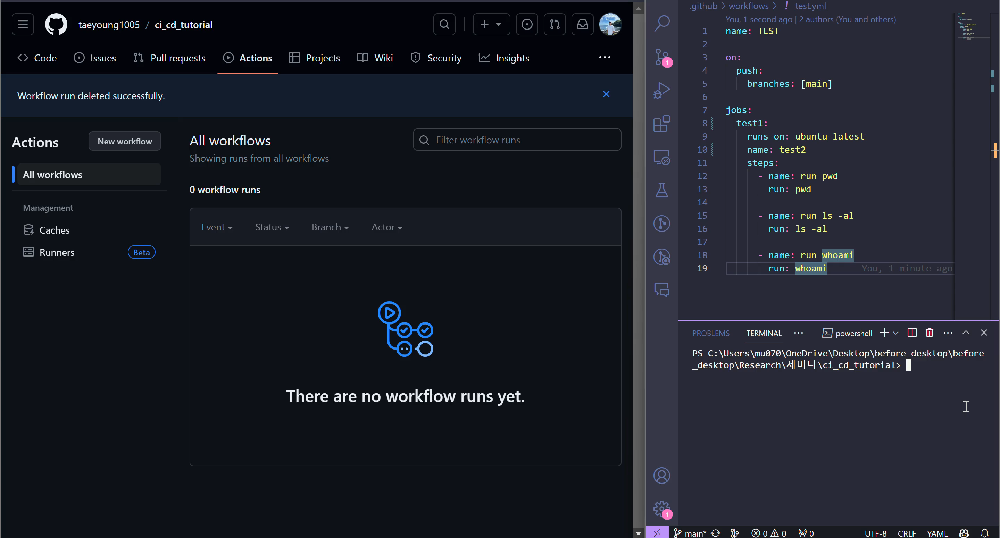 taeyoung1005 / ci_cd_tutorial
Code Issues Pull requests Actions Projects Wiki Security Insights
Workflow run deleted successfully.
Actions
New workflow
All workflows
Management
Caches
Runners Beta
All workflows
Showing runs from all workflows
Filter workflow runs
0 workflow runs
Event Status Branch Actor
There are no workflow runs yet.
.github > workflows > ! test.yml
You, 1 second ago | 2 authors (You and others)
1 name: TEST
2
3 on:
4 push:
5 branches: [main]
6
7 jobs:
8 test1:
9 runs-on: ubuntu-latest
10 name: test2
11 steps:
12 - name: run pwd
13 run: pwd
14
15 - name: run ls -al
16 run: ls -al
17
18 - name: run whoami
19 run: whoami You, 1 minute ago
1
PROBLEMS TERMINAL powershell
PS C:\Users\mu070\OneDrive\Desktop\before_desktop\before
_desktop\Research\세미나\ci_cd_tutorial>
1
main* 0 0 0 UTF-8 CRLF YAML